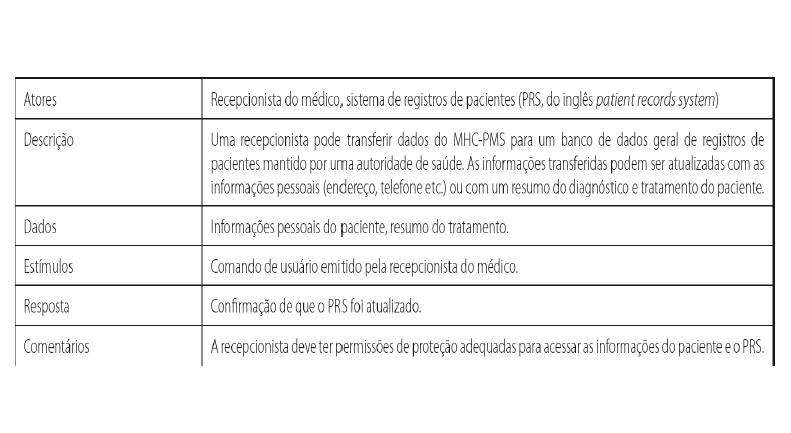 Atores
Recepcionista do médico, sistema de registros de pacientes (PRS, do inglês patient records system)
Descrição
Uma recepcionista pode transferir dados do MHC-PMS para um banco de dados geral de registros de
pacientes mantido por uma autoridade de saúde. As informações transferidas podem ser atualizadas com as
informações pessoais (endereço, telefone etc.) ou com um resumo do diagnóstico e tratamento do paciente.
Dados
Informações pessoais do paciente, resumo do tratamento.
Estímulos
Comando de usuário emitido pela recepcionista do médico.
Resposta
Confirmação de que o PRS foi atualizado.
Comentários
A recepcionista deve ter permissões de proteção adequadas para acessar as informações do paciente e o PRS.